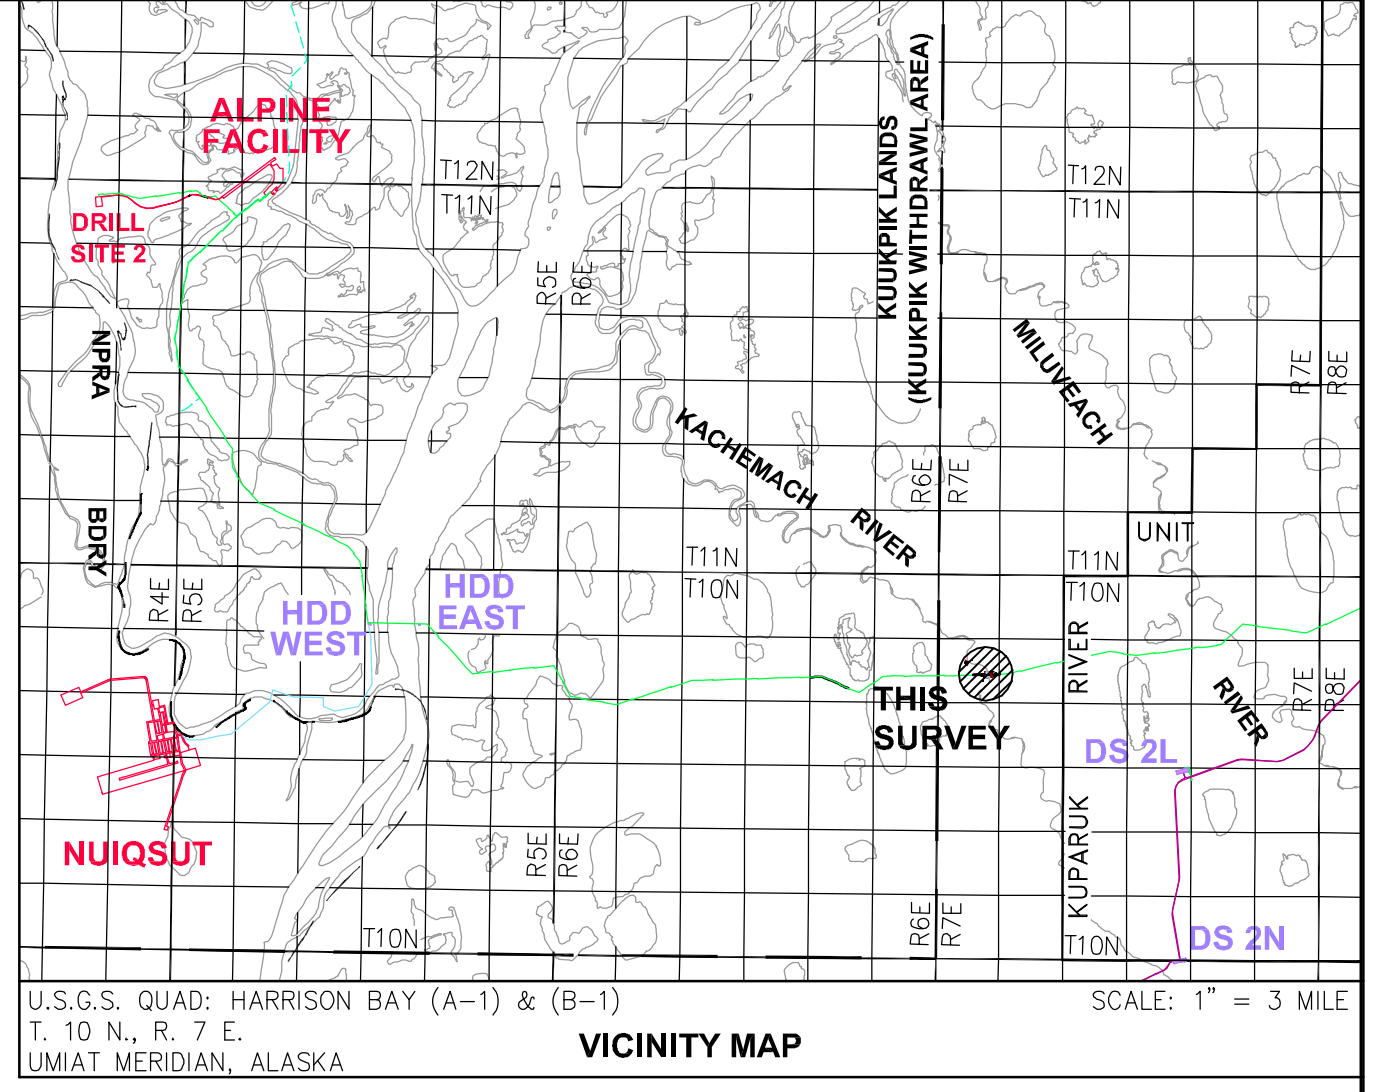 ALPINE
FACILITY
KUUKPIK LANDS
(KUUKPIK WITHDRAWL AREA)
T12N
T11N
T12N
T11N
DRILL
SITE 2
R5E
R6E
NPRA
MILUVEACH
R7E
R8E
KACHEMACH
RIVER
R6E
R7E
BDRY
UNIT
T11N
T10N
T11N
T10N
R4E
R5E
HDD
WEST
HDD
EAST
RIVER
THIS
SURVEY
RIVER
R7E
R8E
DS 2L
NUIQSUT
R5E
R6E
KUPARUK
R6E
R7E
T10N
T10N
DS 2N
U.S.G.S. QUAD: HARRISON BAY (A-1) & (B-1)
SCALE: 1" = 3 MILE
T. 10 N., R. 7 E.
UMIAT MERIDIAN, ALASKA
VICINITY MAP